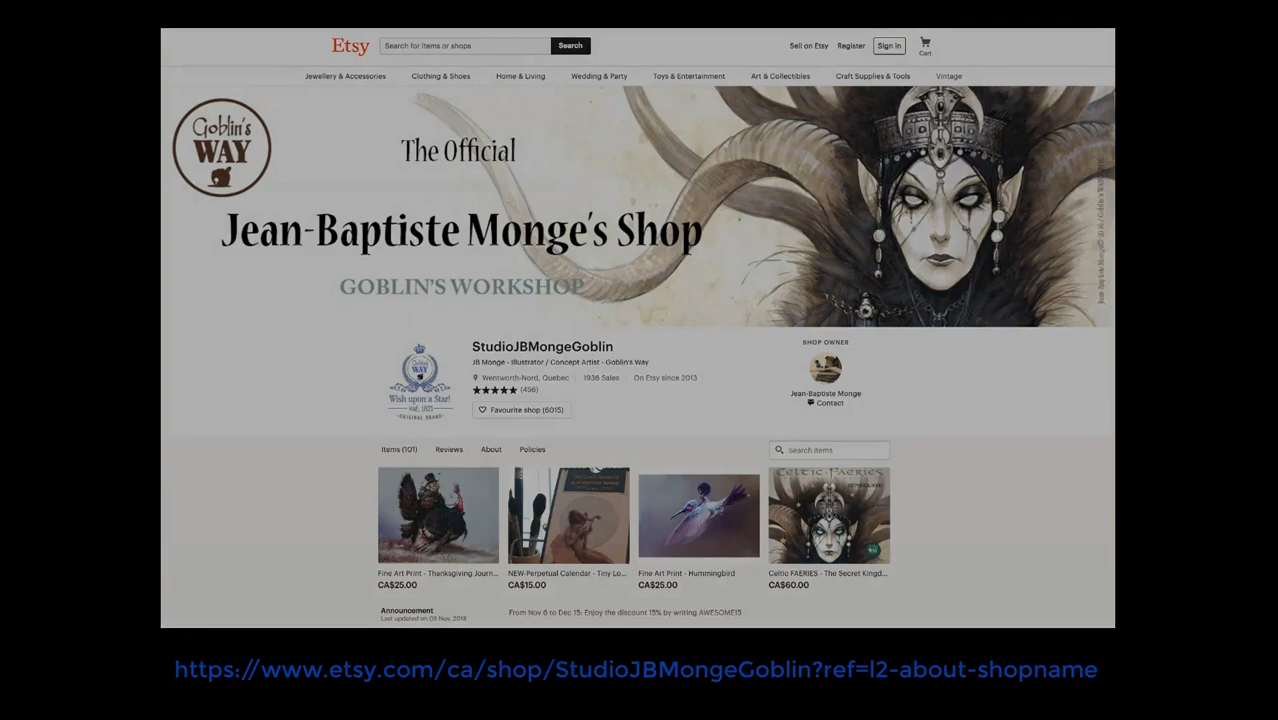 Etsy
Search for items or shops
Search
Sell on Etsy
Register
Sign in
Cart
Jewellery & Accessories
Clothing & Shoes
Home & Living
Wedding & Party
Toys & Entertainment
Art & Collectibles
Craft Supplies & Tools
Vintage
Goblin's
WAY
The Official
Jean-Baptiste Monge's Shop
GOBLIN'S WORKSHOP
Goblin's
WAY
Wish upon a Star!
ORIGINAL BRAND
StudioJBMongeGoblin
JB Monge - Illustrator / Concept Artist - Goblin's Way
Wentworth-Nord, Quebec
1936 Sales
On Etsy since 2013
(456)
Favourite shop (6015)
SHOP OWNER
Jean-Baptiste Monge
Contact
Items (101)
Reviews
About
Policies
Search items
CELTIC FAERIES
Fine Art Print - Thanksgiving Journ...
CA$25.00
NEW-Perpetual Calendar - Tiny Lo...
CA$15.00
Fine Art Print - Hummingbird
CA$25.00
Celtic FAERIES - The Secret Kingd...
CA$60.00
Announcement
Last updated on 05 Nov, 2018
From Nov 6 to Dec 15: Enjoy the discount 15% by writing AWESOME15
https://www.etsy.com/ca/shop/StudioJBMongeGoblin?ref=l2-about-shopname